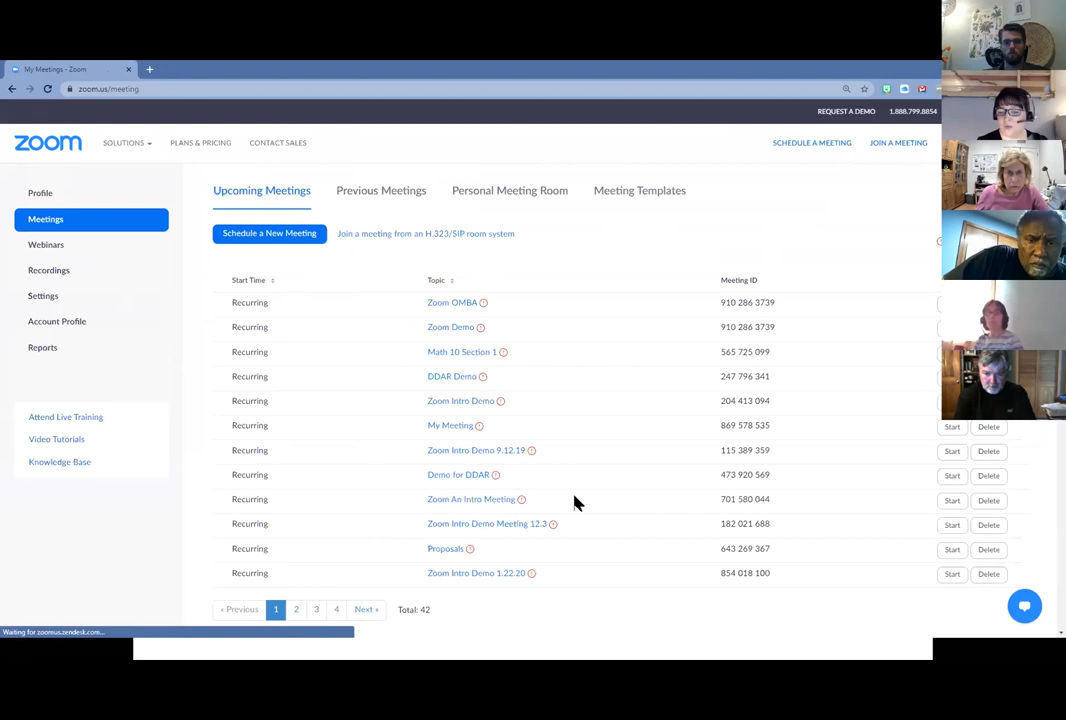 My Meetings - Zoom
zoom.us/meeting
REQUEST A DEMO 1.888.799.8854
zoom SOLUTIONS PLANS & PRICING CONTACT SALES SCHEDULE A MEETING JOIN A MEETING
Profile
Meetings
Webinars
Recordings
Settings
Account Profile
Reports
Attend Live Training
Video Tutorials
Knowledge Base
Upcoming Meetings Previous Meetings Personal Meeting Room Meeting Templates
Schedule a New Meeting Join a meeting from an H.323/SIP room system
Start Time Topic Meeting ID
Recurring Zoom OMBA 910 286 3739
Recurring Zoom Demo 910 286 3739
Recurring Math 10 Section 1 565 725 099
Recurring DDAR Demo 247 796 341
Recurring Zoom Intro Demo 204 413 094
Recurring My Meeting 869 578 535 Start Delete
Recurring Zoom Intro Demo 9.12.19 115 389 359 Start Delete
Recurring Demo for DDAR 473 920 569 Start Delete
Recurring Zoom An Intro Meeting 701 580 044 Start Delete
Recurring Zoom Intro Demo Meeting 12.3 182 021 688 Start Delete
Recurring Proposals 643 269 367 Start Delete
Recurring Zoom Intro Demo 1.22.20 854 018 100 Start Delete
« Previous 1 2 3 4 Next » Total: 42
Waiting for zoomus.zendesk.com...